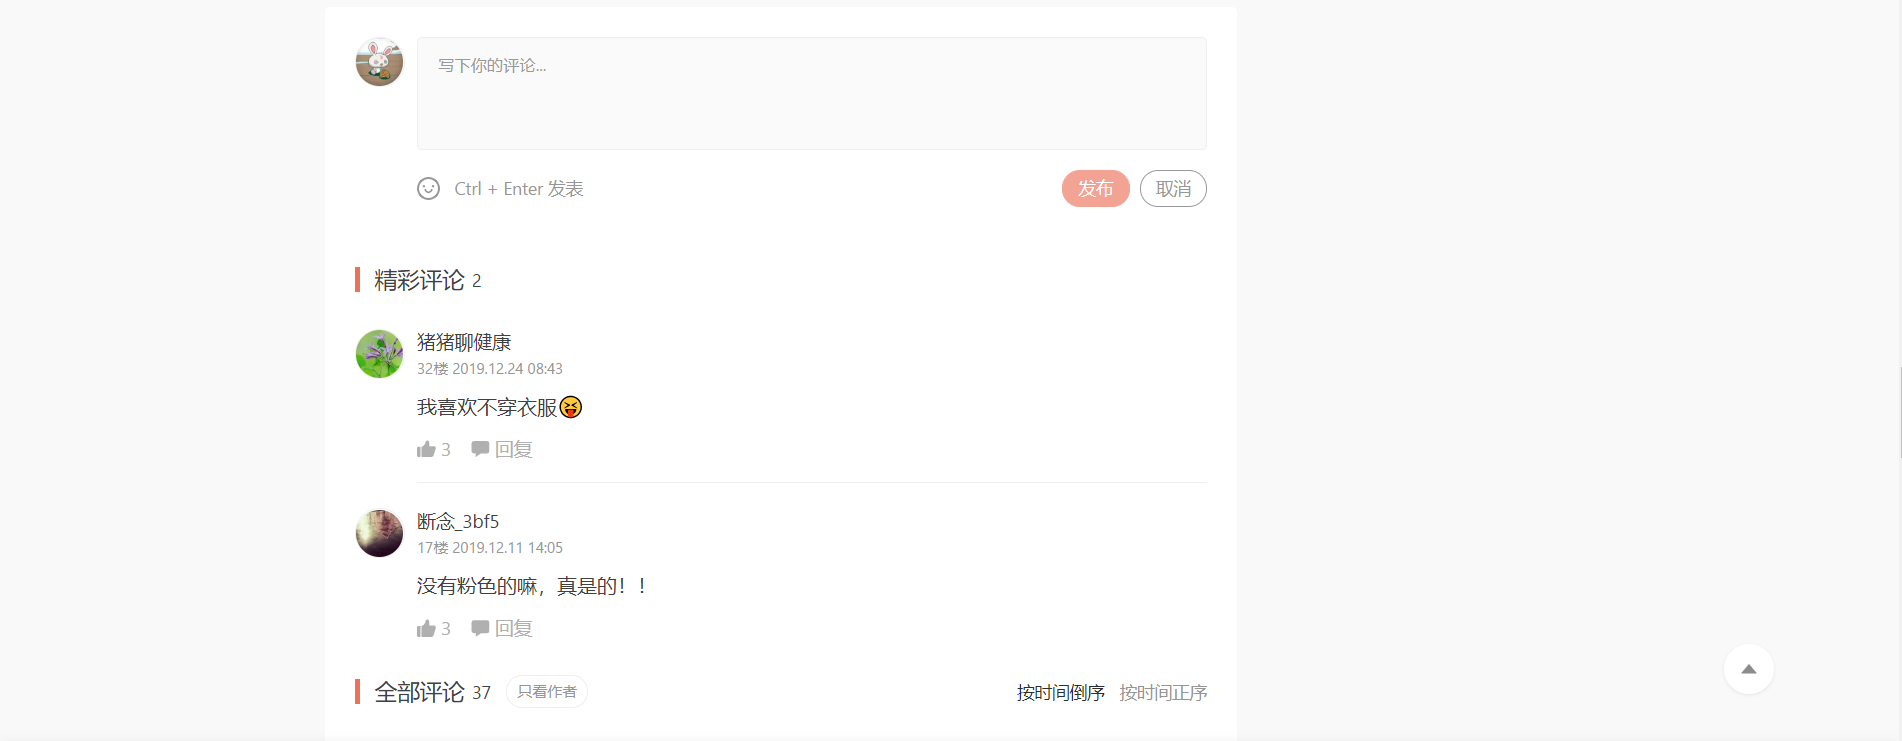 写下你的评论...
Ctrl + Enter 发表
发布
取消
精彩评论 2
猪猪聊健康
32楼 2019.12.24 08:43
我喜欢不穿衣服😝
3 回复
断念_3bf5
17楼 2019.12.11 14:05
没有粉色的嘛，真是的！！
3 回复
全部评论 37 只看作者 按时间倒序 按时间正序